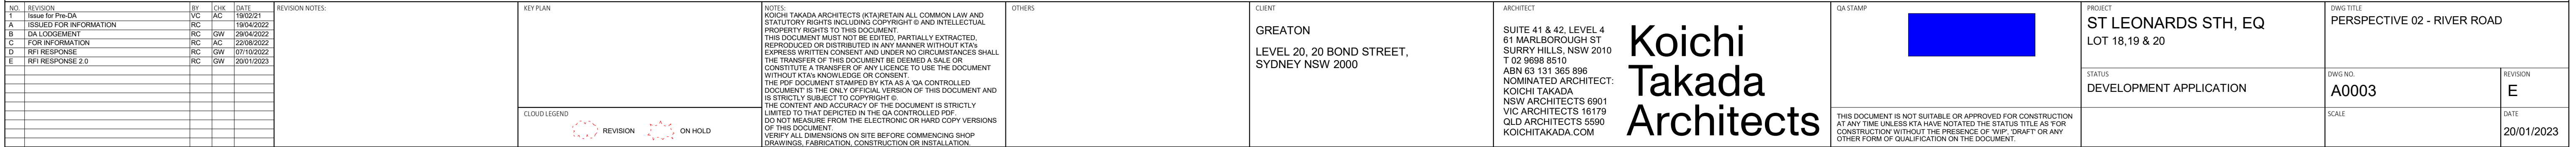 NO. REVISION BY CHK DATE
1 Issue for Pre-DA VC AC 19/02/21
A ISSUED FOR INFORMATION RC 19/04/2022
B DA LODGEMENT RC GW 29/04/2022
C FOR INFORMATION RC AC 22/08/2022
D RFI RESPONSE RC GW 07/10/2022
E RFI RESPONSE 2.0 RC GW 20/01/2023
REVISION NOTES:
KEY PLAN
CLOUD LEGEND
REVISION ON HOLD
NOTES:
KOICHI TAKADA ARCHITECTS (KTA)RETAIN ALL COMMON LAW AND
STATUTORY RIGHTS INCLUDING COPYRIGHT © AND INTELLECTUAL
PROPERTY RIGHTS TO THIS DOCUMENT.
THIS DOCUMENT MUST NOT BE EDITED, PARTIALLY EXTRACTED,
REPRODUCED OR DISTRIBUTED IN ANY MANNER WITHOUT KTA's
EXPRESS WRITTEN CONSENT AND UNDER NO CIRCUMSTANCES SHALL
THE TRANSFER OF THIS DOCUMENT BE DEEMED A SALE OR
CONSTITUTE A TRANSFER OF ANY LICENCE TO USE THE DOCUMENT
WITHOUT KTA's KNOWLEDGE OR CONSENT.
THE PDF DOCUMENT STAMPED BY KTA AS A 'QA CONTROLLED
DOCUMENT' IS THE ONLY OFFICIAL VERSION OF THIS DOCUMENT AND
IS STRICTLY SUBJECT TO COPYRIGHT ©.
THE CONTENT AND ACCURACY OF THE DOCUMENT IS STRICTLY
LIMITED TO THAT DEPICTED IN THE QA CONTROLLED PDF.
DO NOT MEASURE FROM THE ELECTRONIC OR HARD COPY VERSIONS
OF THIS DOCUMENT.
VERIFY ALL DIMENSIONS ON SITE BEFORE COMMENCING SHOP
DRAWINGS, FABRICATION, CONSTRUCTION OR INSTALLATION.
OTHERS
CLIENT
GREATON
LEVEL 20, 20 BOND STREET,
SYDNEY NSW 2000
ARCHITECT
SUITE 41 & 42, LEVEL 4
61 MARLBOROUGH ST
SURRY HILLS, NSW 2010
T 02 9698 8510
ABN 63 131 365 896
NOMINATED ARCHITECT:
KOICHI TAKADA
NSW ARCHITECTS 6901
VIC ARCHITECTS 16179
QLD ARCHITECTS 5590
KOICHITAKADA.COM
Koichi
Takada
Architects
QA STAMP
THIS DOCUMENT IS NOT SUITABLE OR APPROVED FOR CONSTRUCTION
AT ANY TIME UNLESS KTA HAVE NOTATED THE STATUS TITLE AS 'FOR
CONSTRUCTION' WITHOUT THE PRESENCE OF 'WIP', 'DRAFT' OR ANY
OTHER FORM OF QUALIFICATION ON THE DOCUMENT.
PROJECT
ST LEONARDS STH, EQ
LOT 18,19 & 20
STATUS
DEVELOPMENT APPLICATION
DWG TITLE
PERSPECTIVE 02 - RIVER ROAD
DWG NO.
A0003
REVISION
E
SCALE
DATE
20/01/2023